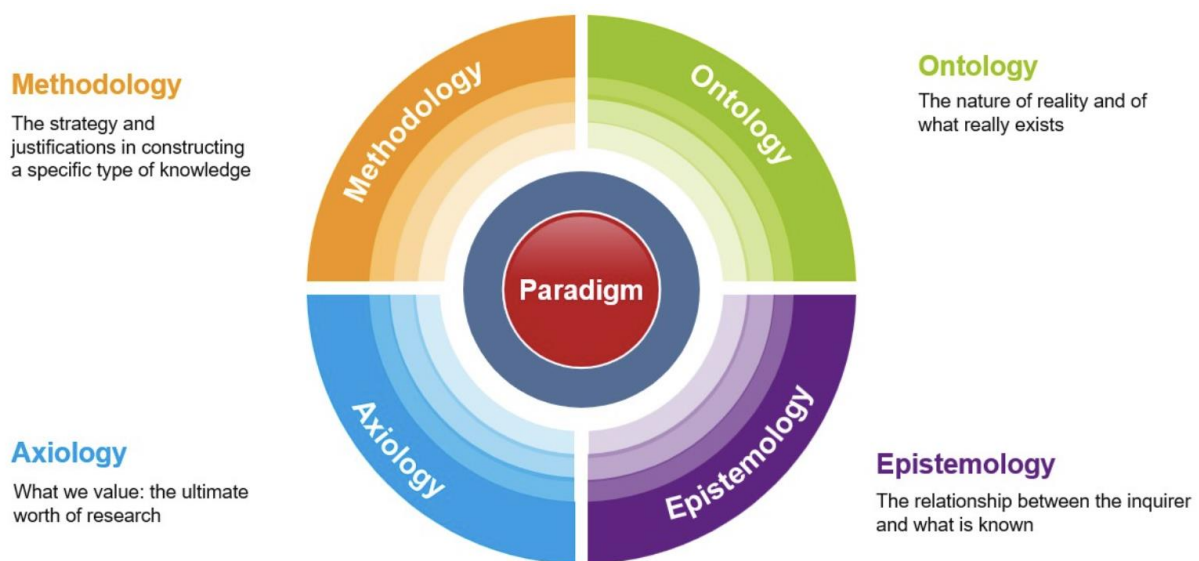 Methodology
The strategy and
justifications in constructing
a specific type of knowledge
Methodology
Ontology
Ontology
The nature of reality and of
what really exists
Paradigm
Axiology
What we value: the ultimate
worth of research
Axiology
Epistemology
Epistemology
The relationship between the inquirer
and what is known